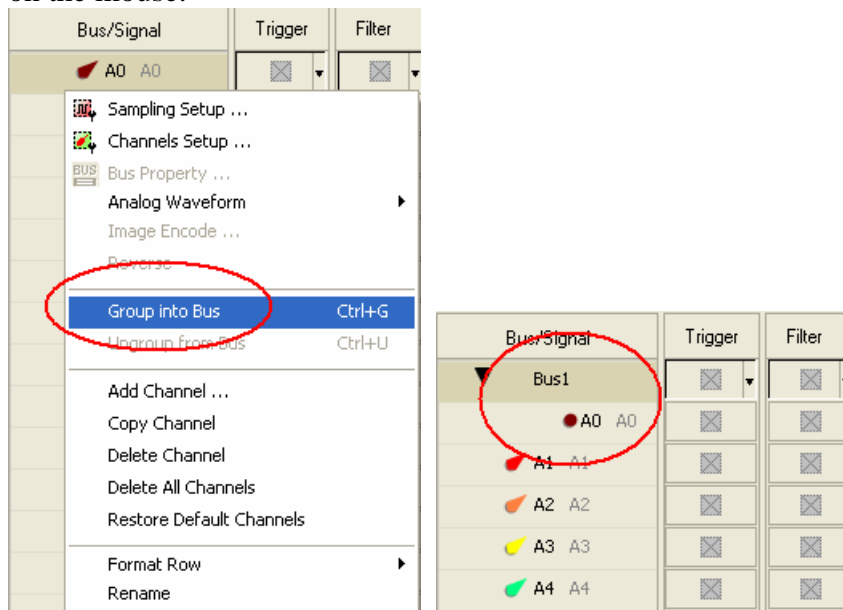 on the mouse.
Bus/Signal Trigger Filter
A0 A0
Sampling Setup ...
Channels Setup ...
BUS Bus Property ...
Analog Waveform
Image Encode ...
Reverse
Group into Bus Ctrl+G
Ungroup from Bus Ctrl+U
Add Channel ...
Copy Channel
Delete Channel
Delete All Channels
Restore Default Channels
Format Row
Rename
Bus/Signal Trigger Filter
Bus1
A0 A0
A1 A1
A2 A2
A3 A3
A4 A4